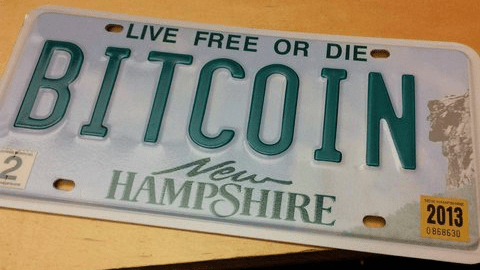 LIVE FREE OR DIE
BITCOIN
2
New
HAMPSHIRE
2013
0868630